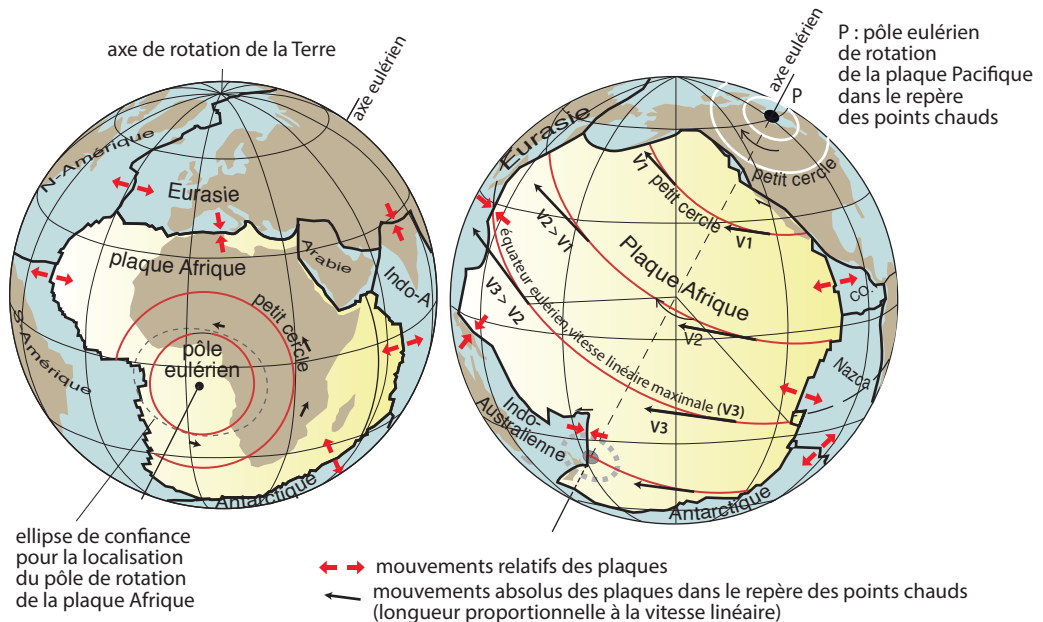 axe de rotation de la Terre
axe eulérien
N-Amérique
Eurasie
plaque Afrique
Arabie
Indo-A
S-Amérique
petit cercle
pôle
eulérien
Antarctique
ellipse de confiance
pour la localisation
du pôle de rotation
de la plaque Afrique
axe eulérien
P
P : pôle eulérien
de rotation
de la plaque Pacifique
dans le repère
des points chauds
Eurasie
petit cercle
V1
petit cercle
V1
V2 > V1
Plaque Afrique
V2
V3 > V2
équateur eulérien, vitesse linéaire maximale (V3)
V3
CO.
Nazca
Indo-
Australienne
Antarctique
mouvements relatifs des plaques
mouvements absolus des plaques dans le repère des points chauds
(longueur proportionnelle à la vitesse linéaire)